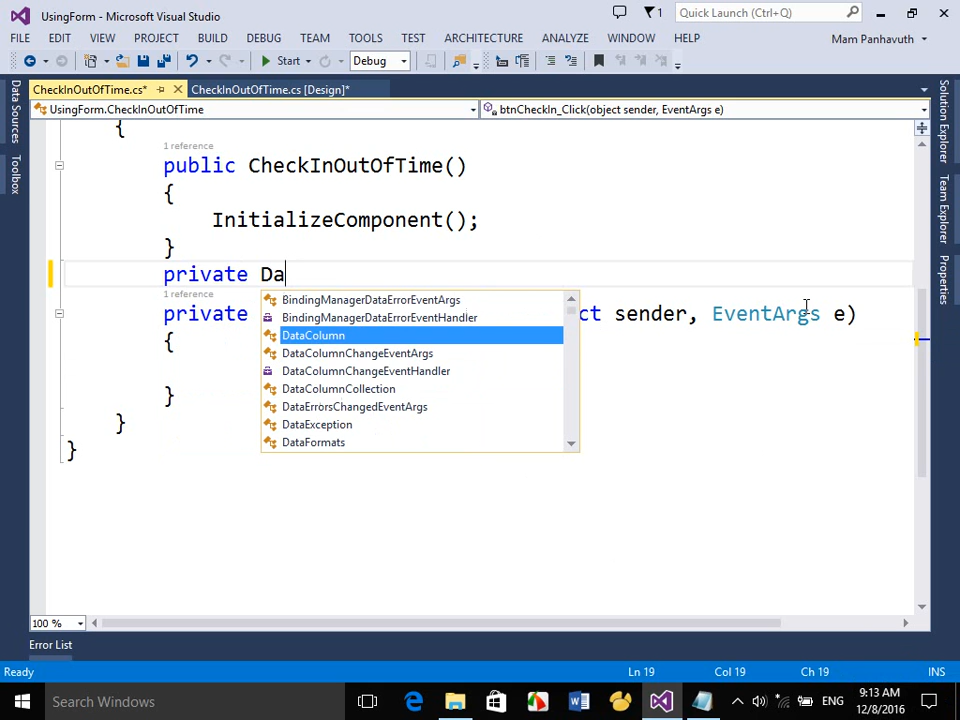 UsingForm - Microsoft Visual Studio
1
Quick Launch (Ctrl+Q)
FILE EDIT VIEW PROJECT BUILD DEBUG TEAM TOOLS TEST ARCHITECTURE ANALYZE WINDOW HELP
Mam Panhavuth
Start
Debug
CheckInOutOfTime.cs*
CheckInOutOfTime.cs [Design]*
UsingForm.CheckInOutOfTime
btnCheckIn_Click(object sender, EventArgs e)
Data Sources
Toolbox
Solution Explorer
Team Explorer
Properties
{
1 reference
public CheckInOutOfTime()
{
InitializeComponent();
}
private Da
1 reference
private ct sender, EventArgs e)
{
}
}
}
BindingManagerDataErrorEventArgs
BindingManagerDataErrorEventHandler
DataColumn
DataColumnChangeEventArgs
DataColumnChangeEventHandler
DataColumnCollection
DataErrorsChangedEventArgs
DataException
DataFormats
100 %
Error List
Ready
Ln 19
Col 19
Ch 19
INS
Search Windows
ENG
9:13 AM
12/8/2016